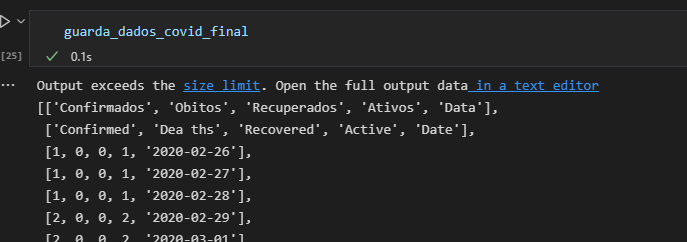 guarda_dados_covid_final
[25] 0.1s
Output exceeds the size limit. Open the full output data in a text editor
[['Confirmados', 'Obitos', 'Recuperados', 'Ativos', 'Data'],
['Confirmed', 'Dea ths', 'Recovered', 'Active', 'Date'],
[1, 0, 0, 1, '2020-02-26'],
[1, 0, 0, 1, '2020-02-27'],
[1, 0, 0, 1, '2020-02-28'],
[2, 0, 0, 2, '2020-02-29'],
[2, 0, 0, 2, '2020-03-01']